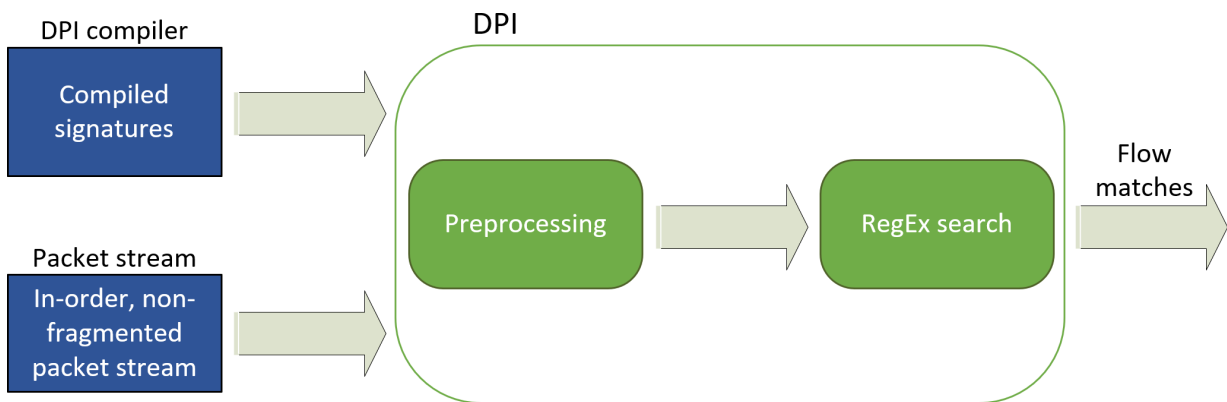 DPI compiler
Compiled
signatures
Packet stream
In-order, non-
fragmented
packet stream
DPI
Preprocessing
RegEx search
Flow
matches